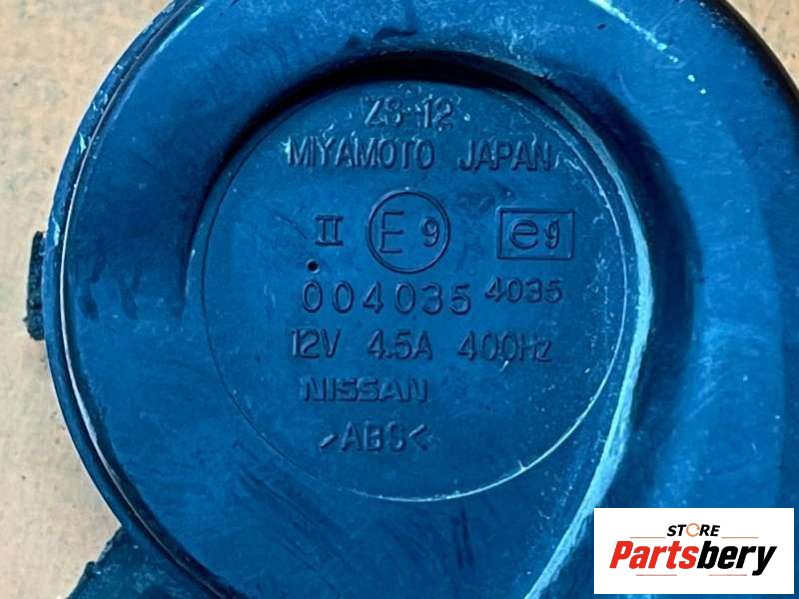 ZS-12
MIYAMOTO JAPAN
II E 9 e9
004035 4035
12V 4.5A 400Hz
NISSAN
>ABS<
STORE
Partsbery